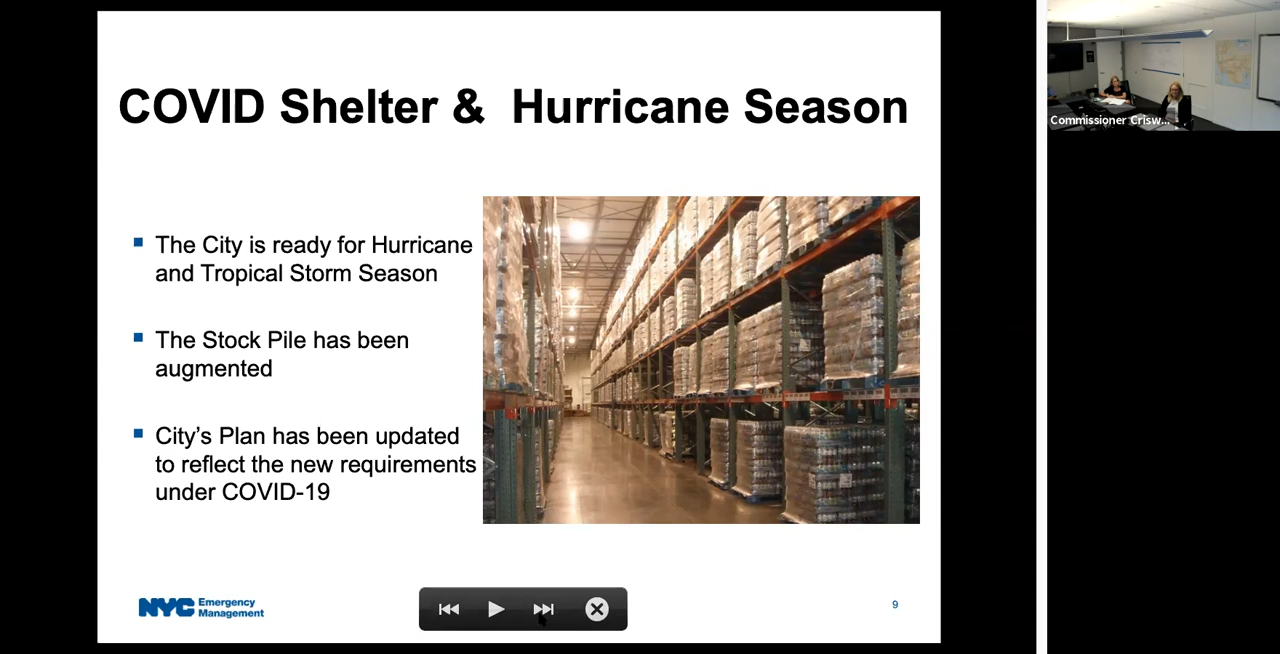 COVID Shelter & Hurricane Season
The City is ready for Hurricane
and Tropical Storm Season
The Stock Pile has been
augmented
City’s Plan has been updated
to reflect the new requirements
under COVID-19
NYC Emergency
Management
9
Commissioner Crisw...